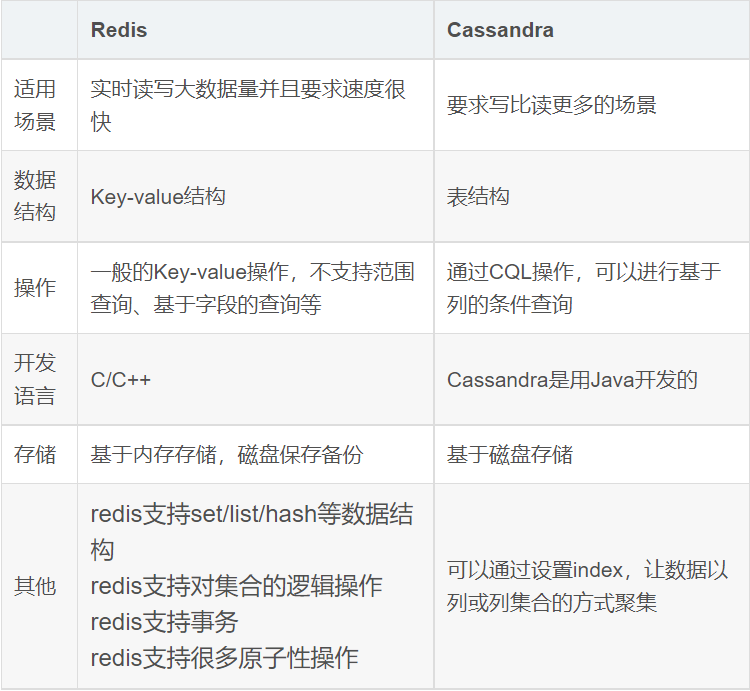 Redis
Cassandra
适用
场景
实时读写大数据量并且要求速度很
快
要求写比读更多的场景
数据
结构
Key-value结构
表结构
操作
一般的Key-value操作，不支持范围
查询、基于字段的查询等
通过CQL操作，可以进行基于
列的条件查询
开发
语言
C/C++
Cassandra是用Java开发的
存储
基于内存存储，磁盘保存备份
基于磁盘存储
其他
redis支持set/list/hash等数据结
构
redis支持对集合的逻辑操作
redis支持事务
redis支持很多原子性操作
可以通过设置index，让数据以
列或列集合的方式聚集